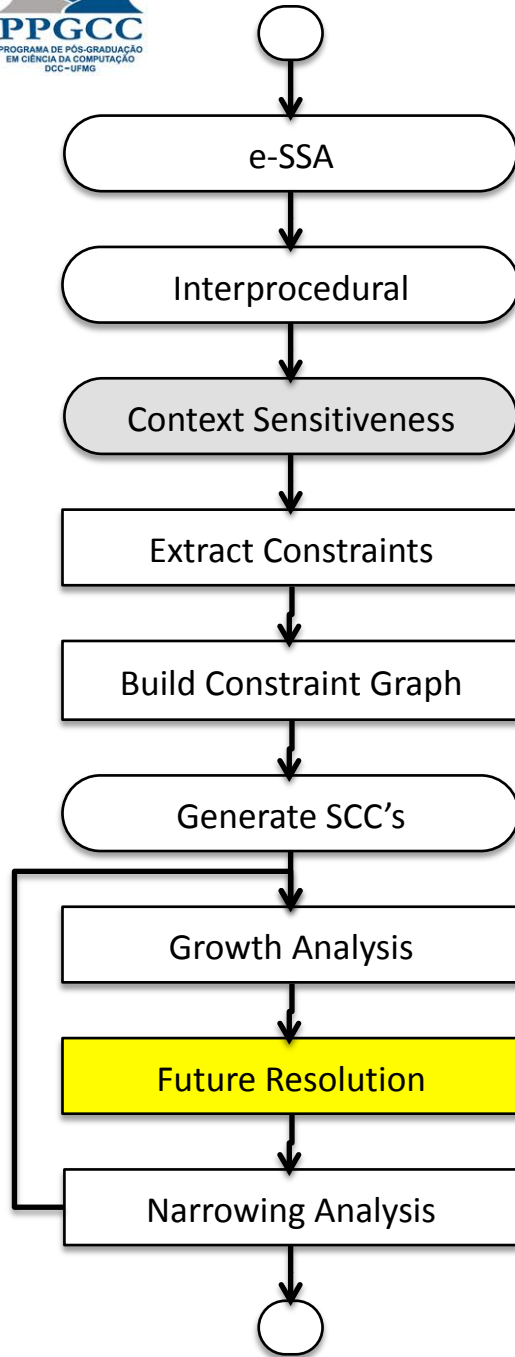 PPGCC
PROGRAMA DE PÓS-GRADUAÇÃO
EM CIÊNCIA DA COMPUTAÇÃO
DCC-UFMG
e-SSA
Interprocedural
Context Sensitiveness
Extract Constraints
Build Constraint Graph
Generate SCC's
Growth Analysis
Future Resolution
Narrowing Analysis